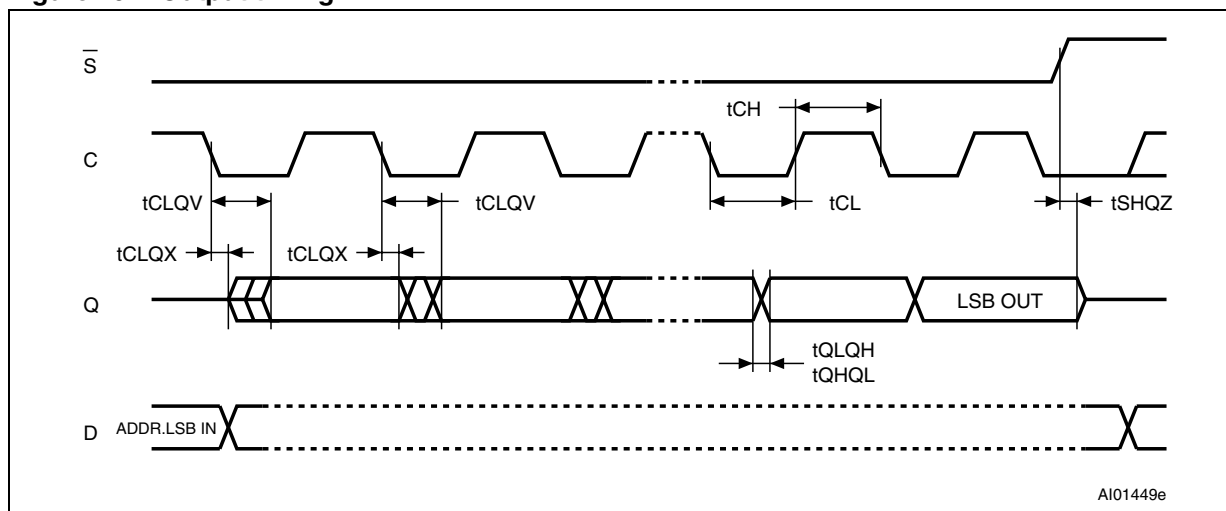 S
tCH
C
tCLQV
tCLQV
tCL
tSHQZ
tCLQX
tCLQX
Q
LSB OUT
tQLQH
tQHQL
D
ADDR.LSB IN
AI01449e